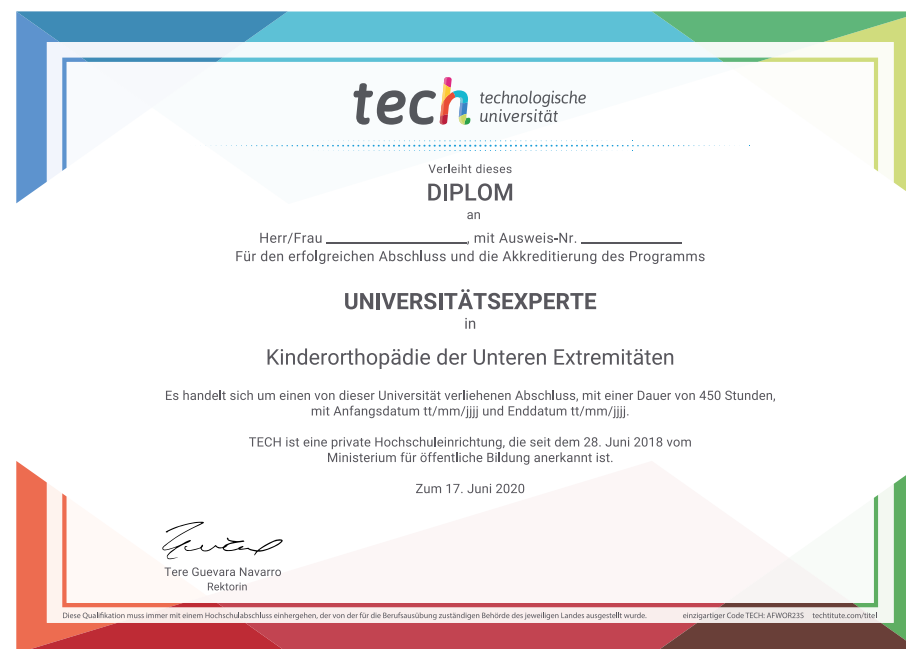 tech technologische
universität
Verleiht dieses
DIPLOM
an
Herr/Frau ____________, mit Ausweis-Nr. ____________
Für den erfolgreichen Abschluss und die Akkreditierung des Programms
UNIVERSITÄTSEXPERTE
in
Kinderorthopädie der Unteren Extremitäten
Es handelt sich um einen von dieser Universität verliehenen Abschluss, mit einer Dauer von 450 Stunden,
mit Anfangsdatum tt/mm/jjjj und Enddatum tt/mm/jjjj.
TECH ist eine private Hochschuleinrichtung, die seit dem 28. Juni 2018 vom
Ministerium für öffentliche Bildung anerkannt ist.
Zum 17. Juni 2020
Tere Guevara Navarro
Rektorin
Diese Qualifikation muss immer mit einem Hochschulabschluss einhergehen, der von der für die Berufsausübung zuständigen Behörde des jeweiligen Landes ausgestellt wurde. einzigartiger Code TECH: AFWOR23S techtitute.com/titel